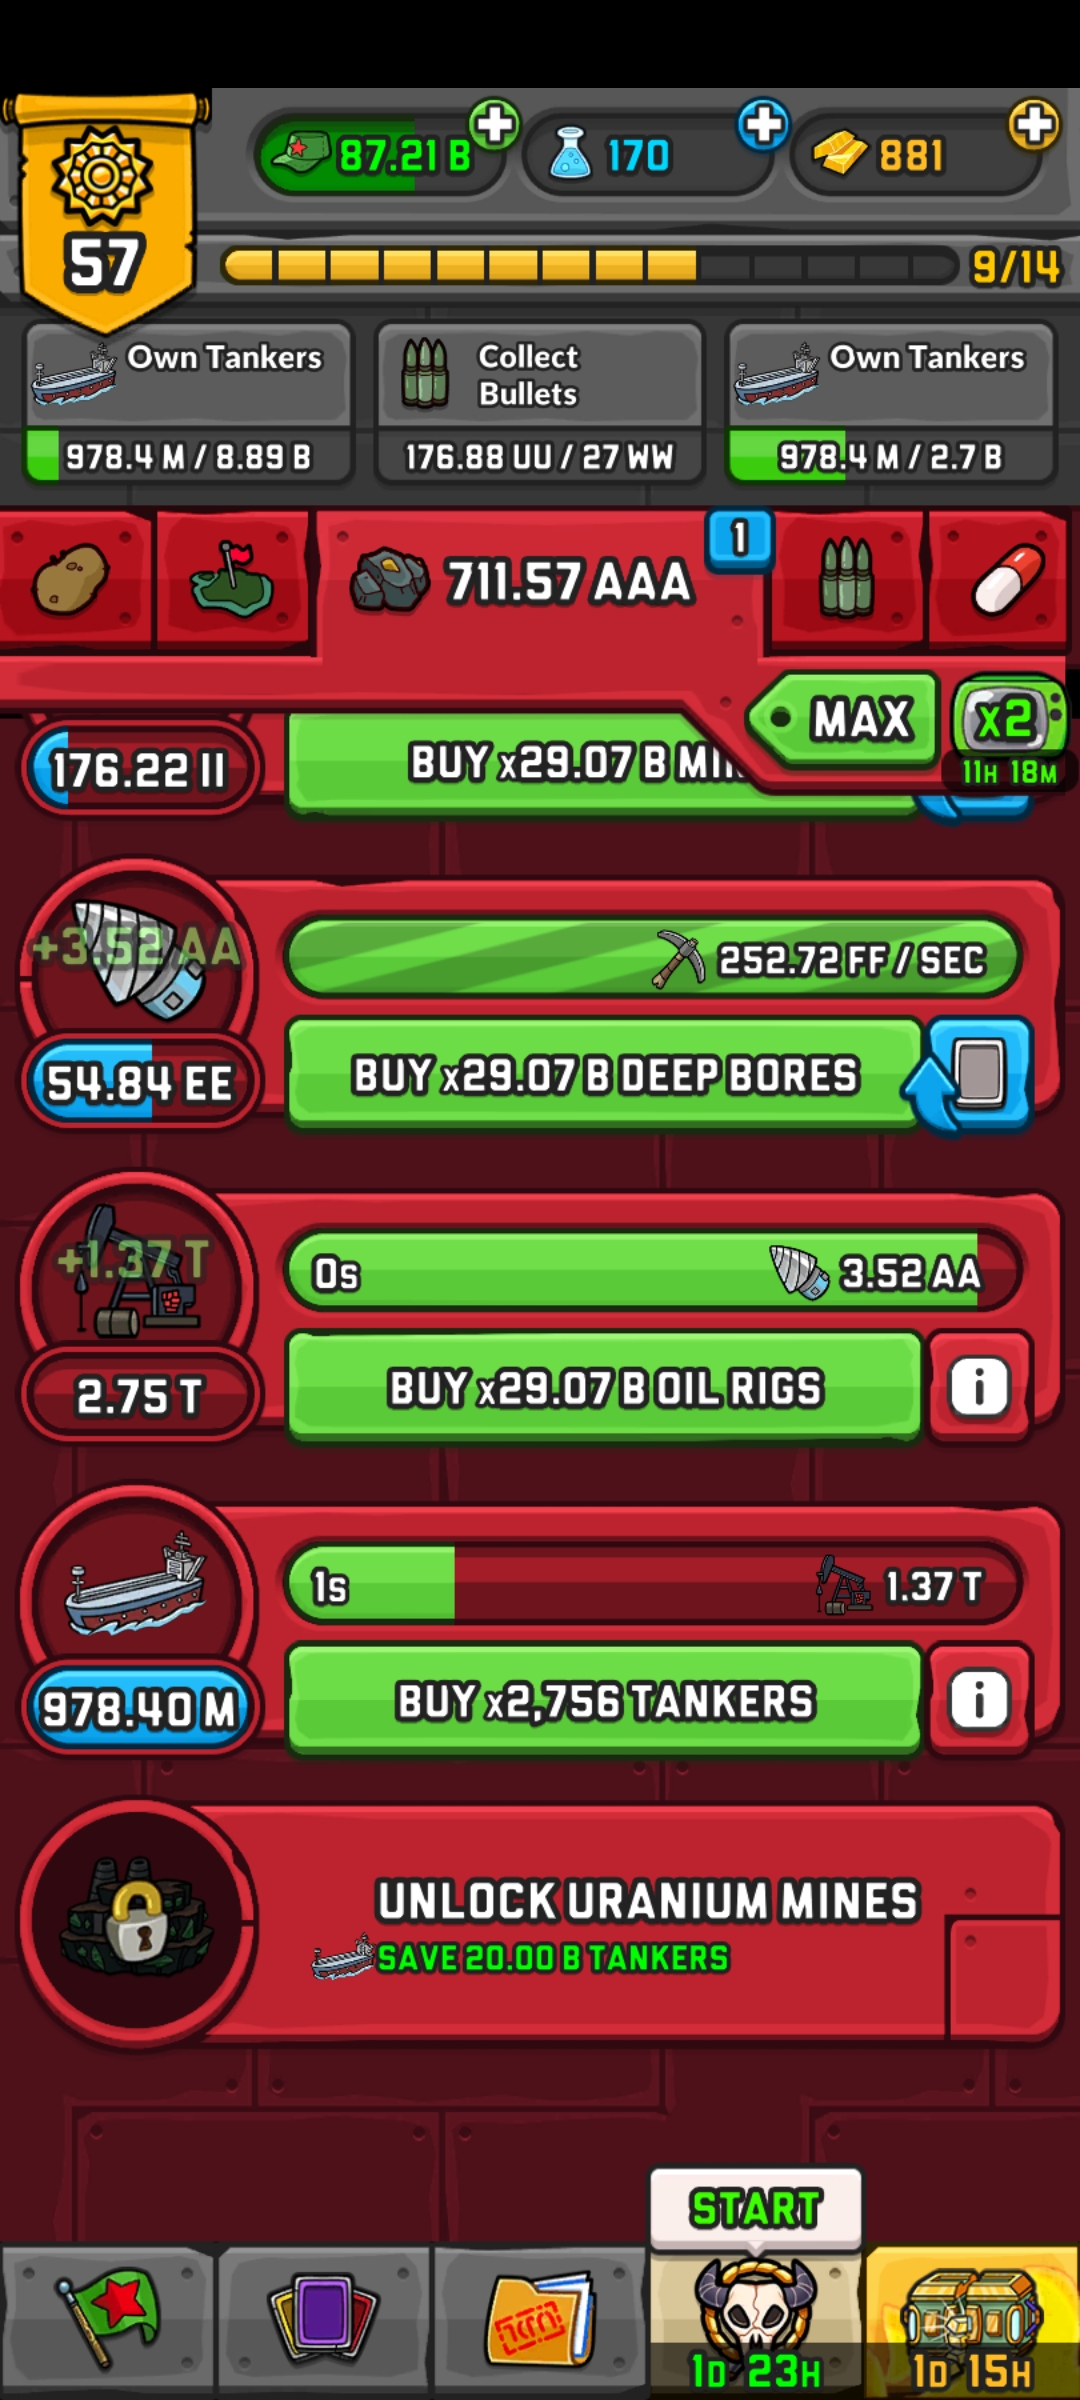 87.21 B
170
881
57
9/14
Own Tankers
978.4 M / 8.89 B
Collect
Bullets
176.88 UU / 27 WW
Own Tankers
978.4 M / 2.7 B
711.57 AAA
1
MAX
x2
11H 18M
176.22 II
BUY x29.07 B
+3.52 AA
252.72 FF / SEC
54.84 EE
BUY x29.07 B DEEP BORES
+1.37 T
0s
3.52 AA
2.75 T
BUY x29.07 B OIL RIGS
i
1s
1.37 T
978.40 M
BUY x2,756 TANKERS
i
UNLOCK URANIUM MINES
SAVE 20.00 B TANKERS
START
1D 23H
1D 15H